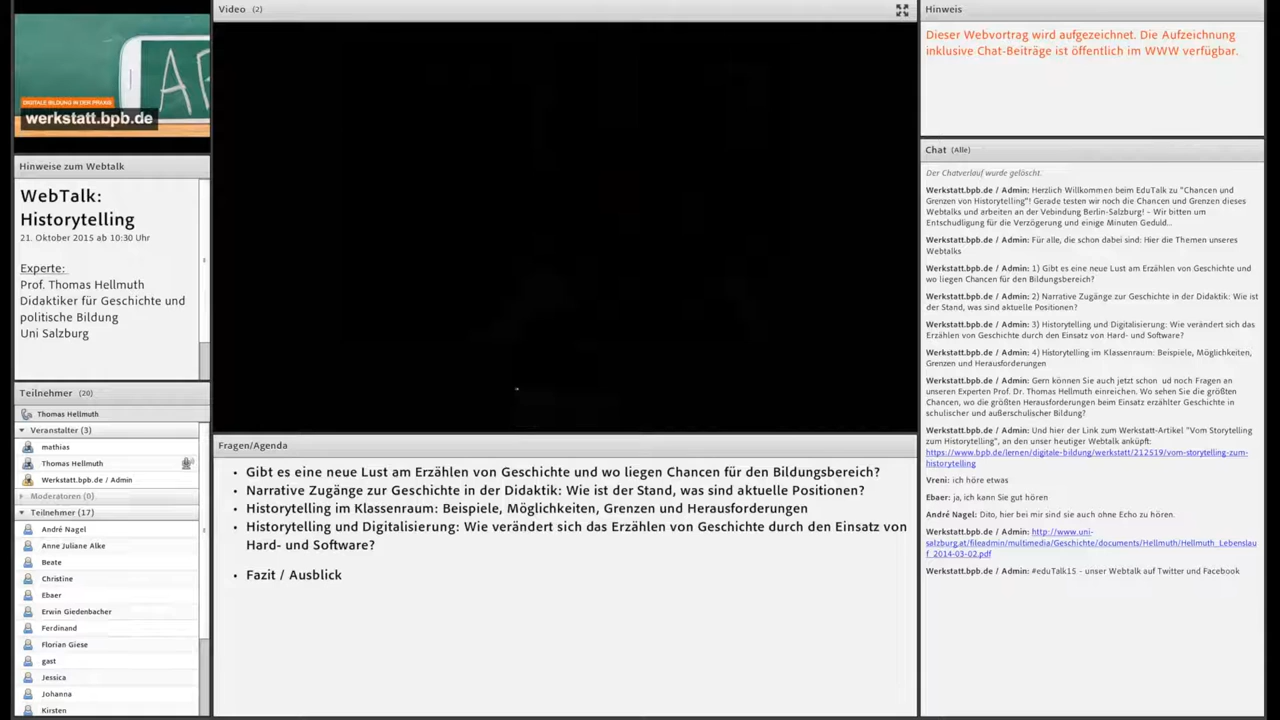 DIGITALE BILDUNG IN DER PRAXIS
werkstatt.bpb.de
Hinweise zum Webtalk
WebTalk:
Historytelling
21. Oktober 2015 ab 10:30 Uhr
Experte:
Prof. Thomas Hellmuth
Didaktiker für Geschichte und
politische Bildung
Uni Salzburg
Teilnehmer (20)
Thomas Hellmuth
Veranstalter (3)
mathias
Thomas Hellmuth
Werkstatt.bpb.de / Admin
Moderatoren (0)
Teilnehmer (17)
André Nagel
Anne Juliane Alke
Beate
Christine
Ebaer
Erwin Giedenbacher
Ferdinand
Florian Giese
gast
Jessica
Johanna
Kirsten
Video (2)
Fragen/Agenda
• Gibt es eine neue Lust am Erzählen von Geschichte und wo liegen Chancen für den Bildungsbereich?
• Narrative Zugänge zur Geschichte in der Didaktik: Wie ist der Stand, was sind aktuelle Positionen?
• Historytelling im Klassenraum: Beispiele, Möglichkeiten, Grenzen und Herausforderungen
• Historytelling und Digitalisierung: Wie verändert sich das Erzählen von Geschichte durch den Einsatz von
Hard- und Software?
• Fazit / Ausblick
Hinweis
Dieser Webvortrag wird aufgezeichnet. Die Aufzeichnung
inklusive Chat-Beiträge ist öffentlich im WWW verfügbar.
Chat (Alle)
Der Chatverlauf wurde gelöscht.
Werkstatt.bpb.de / Admin: Herzlich Willkommen beim EduTalk zu "Chancen und
Grenzen von Historytelling"! Gerade testen wir noch die Chancen und Grenzen dieses
Webtalks und arbeiten an der Vebindung Berlin-Salzburg! - Wir bitten um
Entschudligung für die Verzögerung und einige Minuten Geduld...
Werkstatt.bpb.de / Admin: Für alle, die schon dabei sind: Hier die Themen unseres
Webtalks
Werkstatt.bpb.de / Admin: 1) Gibt es eine neue Lust am Erzählen von Geschichte und
wo liegen Chancen für den Bildungsbereich?
Werkstatt.bpb.de / Admin: 2) Narrative Zugänge zur Geschichte in der Didaktik: Wie ist
der Stand, was sind aktuelle Positionen?
Werkstatt.bpb.de / Admin: 3) Historytelling und Digitalisierung: Wie verändert sich das
Erzählen von Geschichte durch den Einsatz von Hard- und Software?
Werkstatt.bpb.de / Admin: 4) Historytelling im Klassenraum: Beispiele, Möglichkeiten,
Grenzen und Herausforderungen
Werkstatt.bpb.de / Admin: Gern können Sie auch jetzt schon ud noch Fragen an
unseren Experten Prof. Dr. Thomas Hellmuth einreichen. Wo sehen Sie die größten
Chancen, wo die größten Herausforderungen beim Einsatz erzählter Geschichte in
schulischer und außerschulischer Bildung?
Werkstatt.bpb.de / Admin: Und hier der Link zum Werkstatt-Artikel "Vom Storytelling
zum Historytelling", an den unser heutiger Webtalk anküpft:
https://www.bpb.de/lernen/digitale-bildung/werkstatt/212519/vom-storytelling-zum-
historytelling
Vreni: ich höre etwas
Ebaer: ja, ich kann Sie gut hören
André Nagel: Dito, hier bei mir sind sie auch ohne Echo zu hören.
Werkstatt.bpb.de / Admin: http://www.uni-
salzburg.at/fileadmin/multimedia/Geschichte/documents/Hellmuth/Hellmuth_Lebenslau
f_2014-03-02.pdf
Werkstatt.bpb.de / Admin: #eduTalk15 - unser Webtalk auf Twitter und Facebook